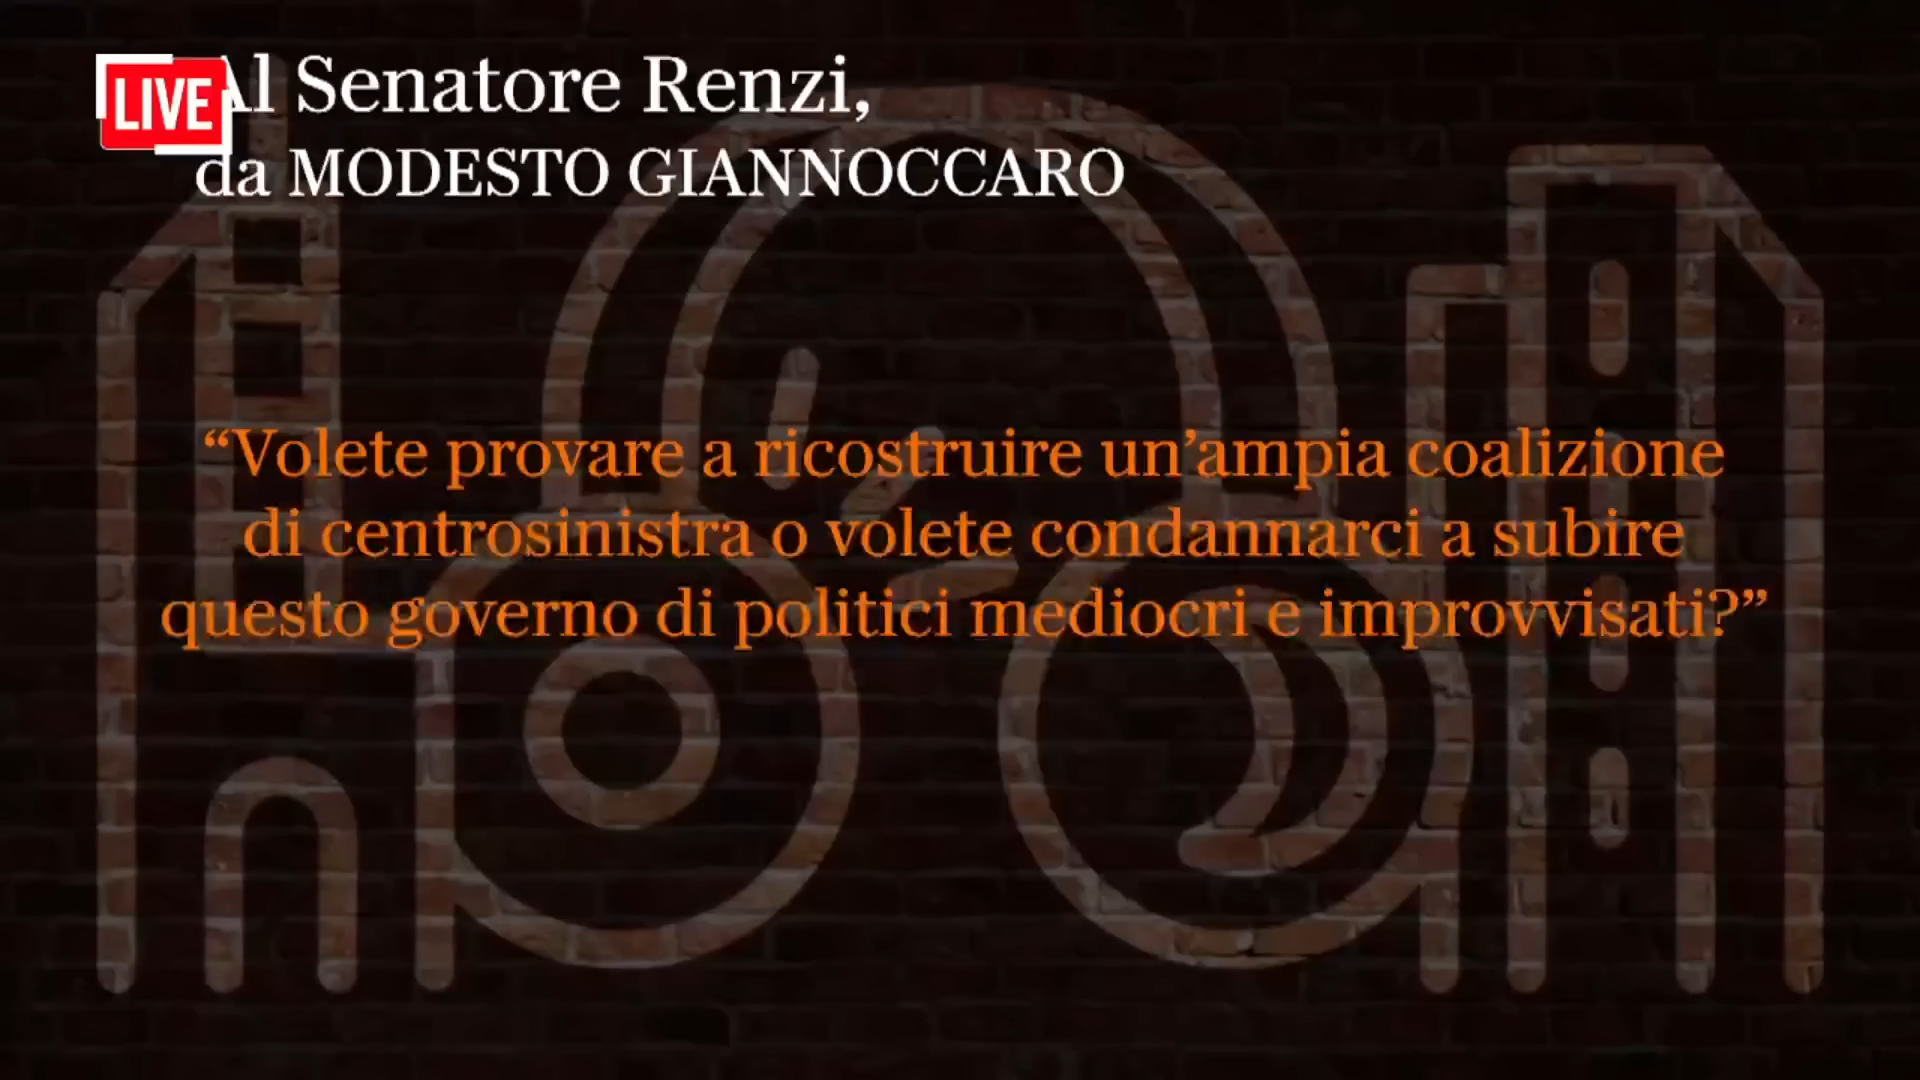 LIVE
Al Senatore Renzi,
da MODESTO GIANNOCCARO
“Volete provare a ricostruire un’ampia coalizione
di centrosinistra o volete condannarci a subire
questo governo di politici mediocri e improvvisati?”